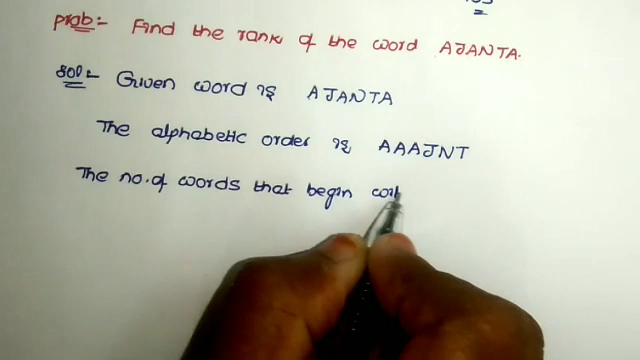 prob:- Find the rank of the word AJANTA.
Sol:- Given word is AJANTA
The alphabetic order is AAAJNT
The no.of words that begin